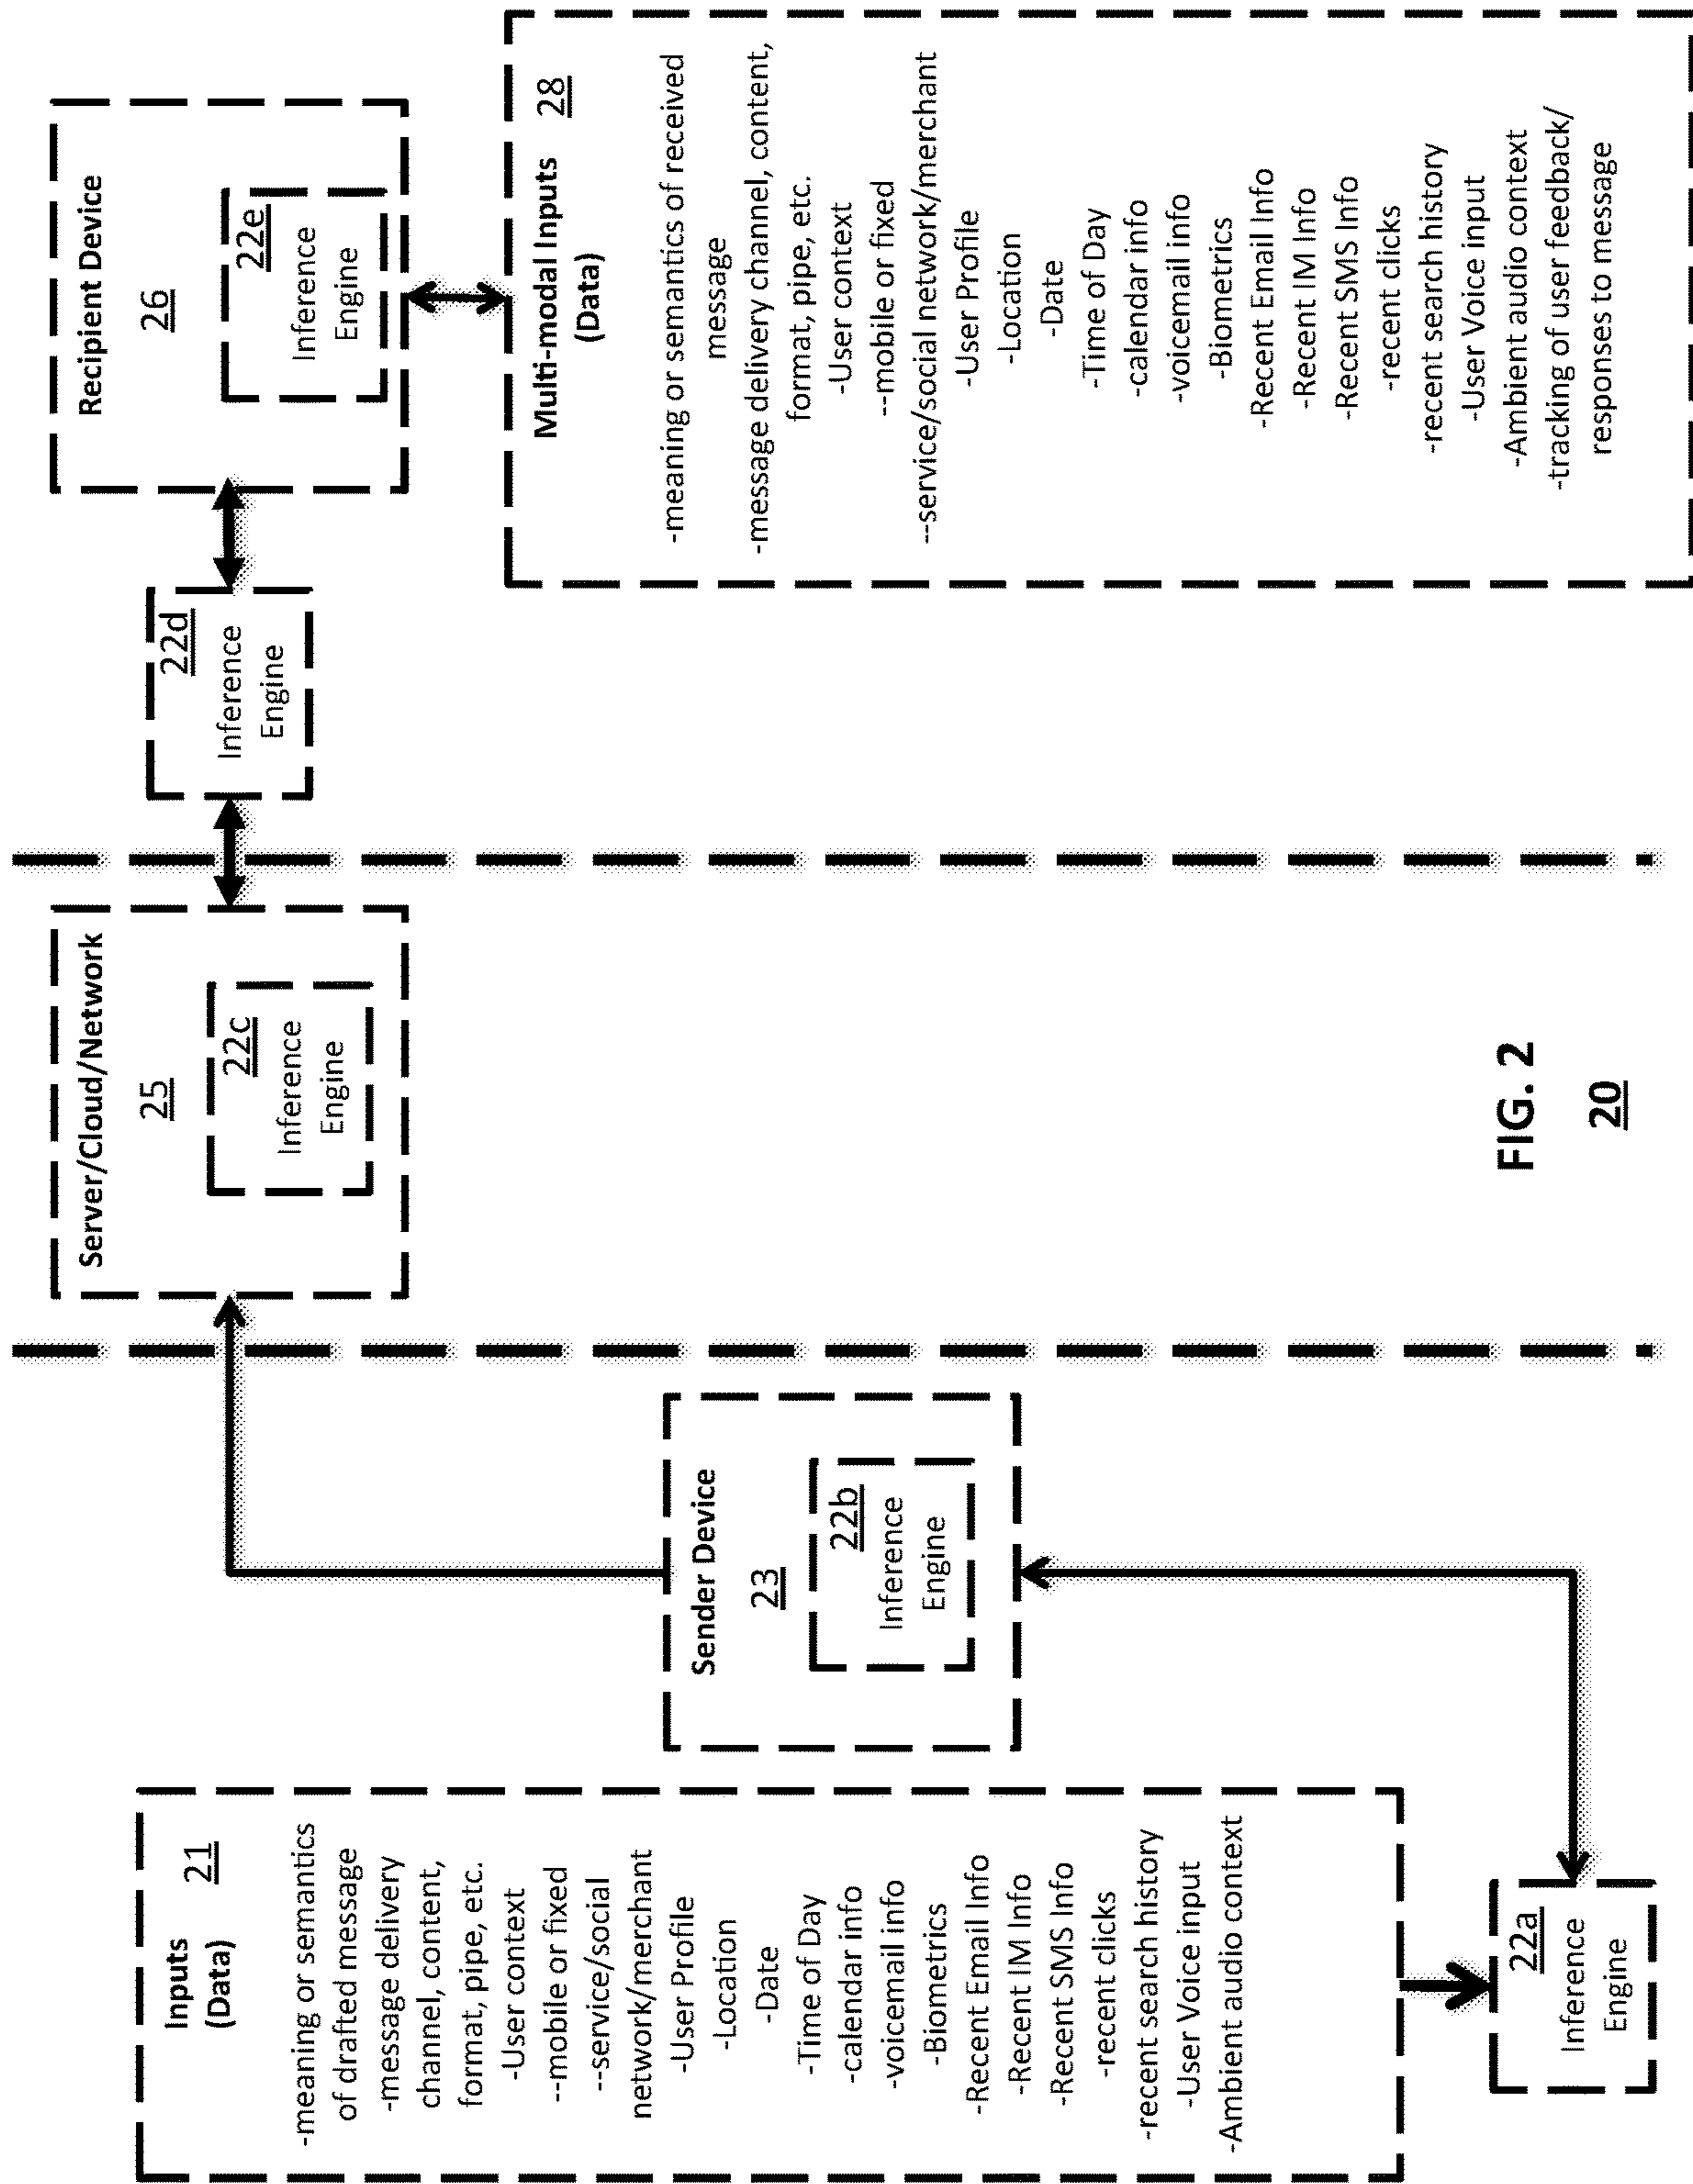 Inputs
(Data)
21
-meaning or semantics
of drafted message
-message delivery
channel, content,
format, pipe, etc.
-User context
--mobile or fixed
--service/social
network/merchant
-User Profile
-Location
-Date
-Time of Day
-calendar info
-voicemail info
-Biometrics
-Recent Email Info
-Recent IM Info
-Recent SMS Info
-recent clicks
-recent search history
-User Voice input
-Ambient audio context
22a
Inference
Engine
Sender Device
23
22b
Inference
Engine
Server/Cloud/Network
25
22c
Inference
Engine
22d
Inference
Engine
Recipient Device
26
22e
Inference
Engine
Multi-modal Inputs
(Data)
28
-meaning or semantics of received
message
-message delivery channel, content,
format, pipe, etc.
-User context
--mobile or fixed
--service/social network/merchant
-User Profile
-Location
-Date
-Time of Day
-calendar info
-voicemail info
-Biometrics
-Recent Email Info
-Recent IM Info
-Recent SMS Info
-recent clicks
-recent search history
-User Voice input
-Ambient audio context
-tracking of user feedback/
responses to message
FIG. 2
20